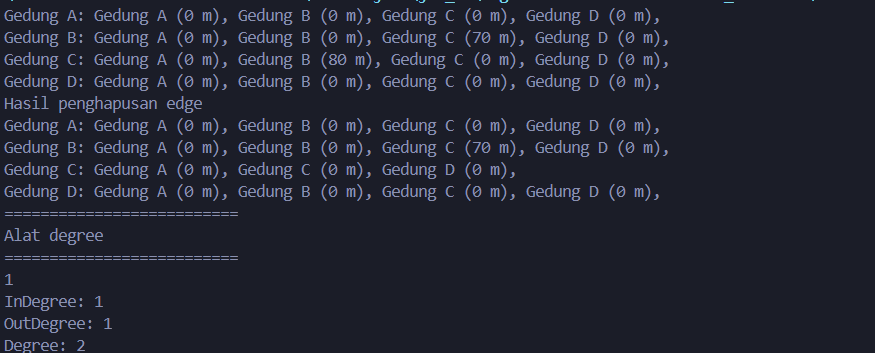 Gedung A: Gedung A (0 m), Gedung B (0 m), Gedung C (0 m), Gedung D (0 m),
Gedung B: Gedung A (0 m), Gedung B (0 m), Gedung C (70 m), Gedung D (0 m),
Gedung C: Gedung A (0 m), Gedung B (80 m), Gedung C (0 m), Gedung D (0 m),
Gedung D: Gedung A (0 m), Gedung B (0 m), Gedung C (0 m), Gedung D (0 m),
Hasil penghapusan edge
Gedung A: Gedung A (0 m), Gedung B (0 m), Gedung C (0 m), Gedung D (0 m),
Gedung B: Gedung A (0 m), Gedung B (0 m), Gedung C (70 m), Gedung D (0 m),
Gedung C: Gedung A (0 m), Gedung C (0 m), Gedung D (0 m),
Gedung D: Gedung A (0 m), Gedung B (0 m), Gedung C (0 m), Gedung D (0 m),
==========================
Alat degree
==========================
1
InDegree: 1
OutDegree: 1
Degree: 2